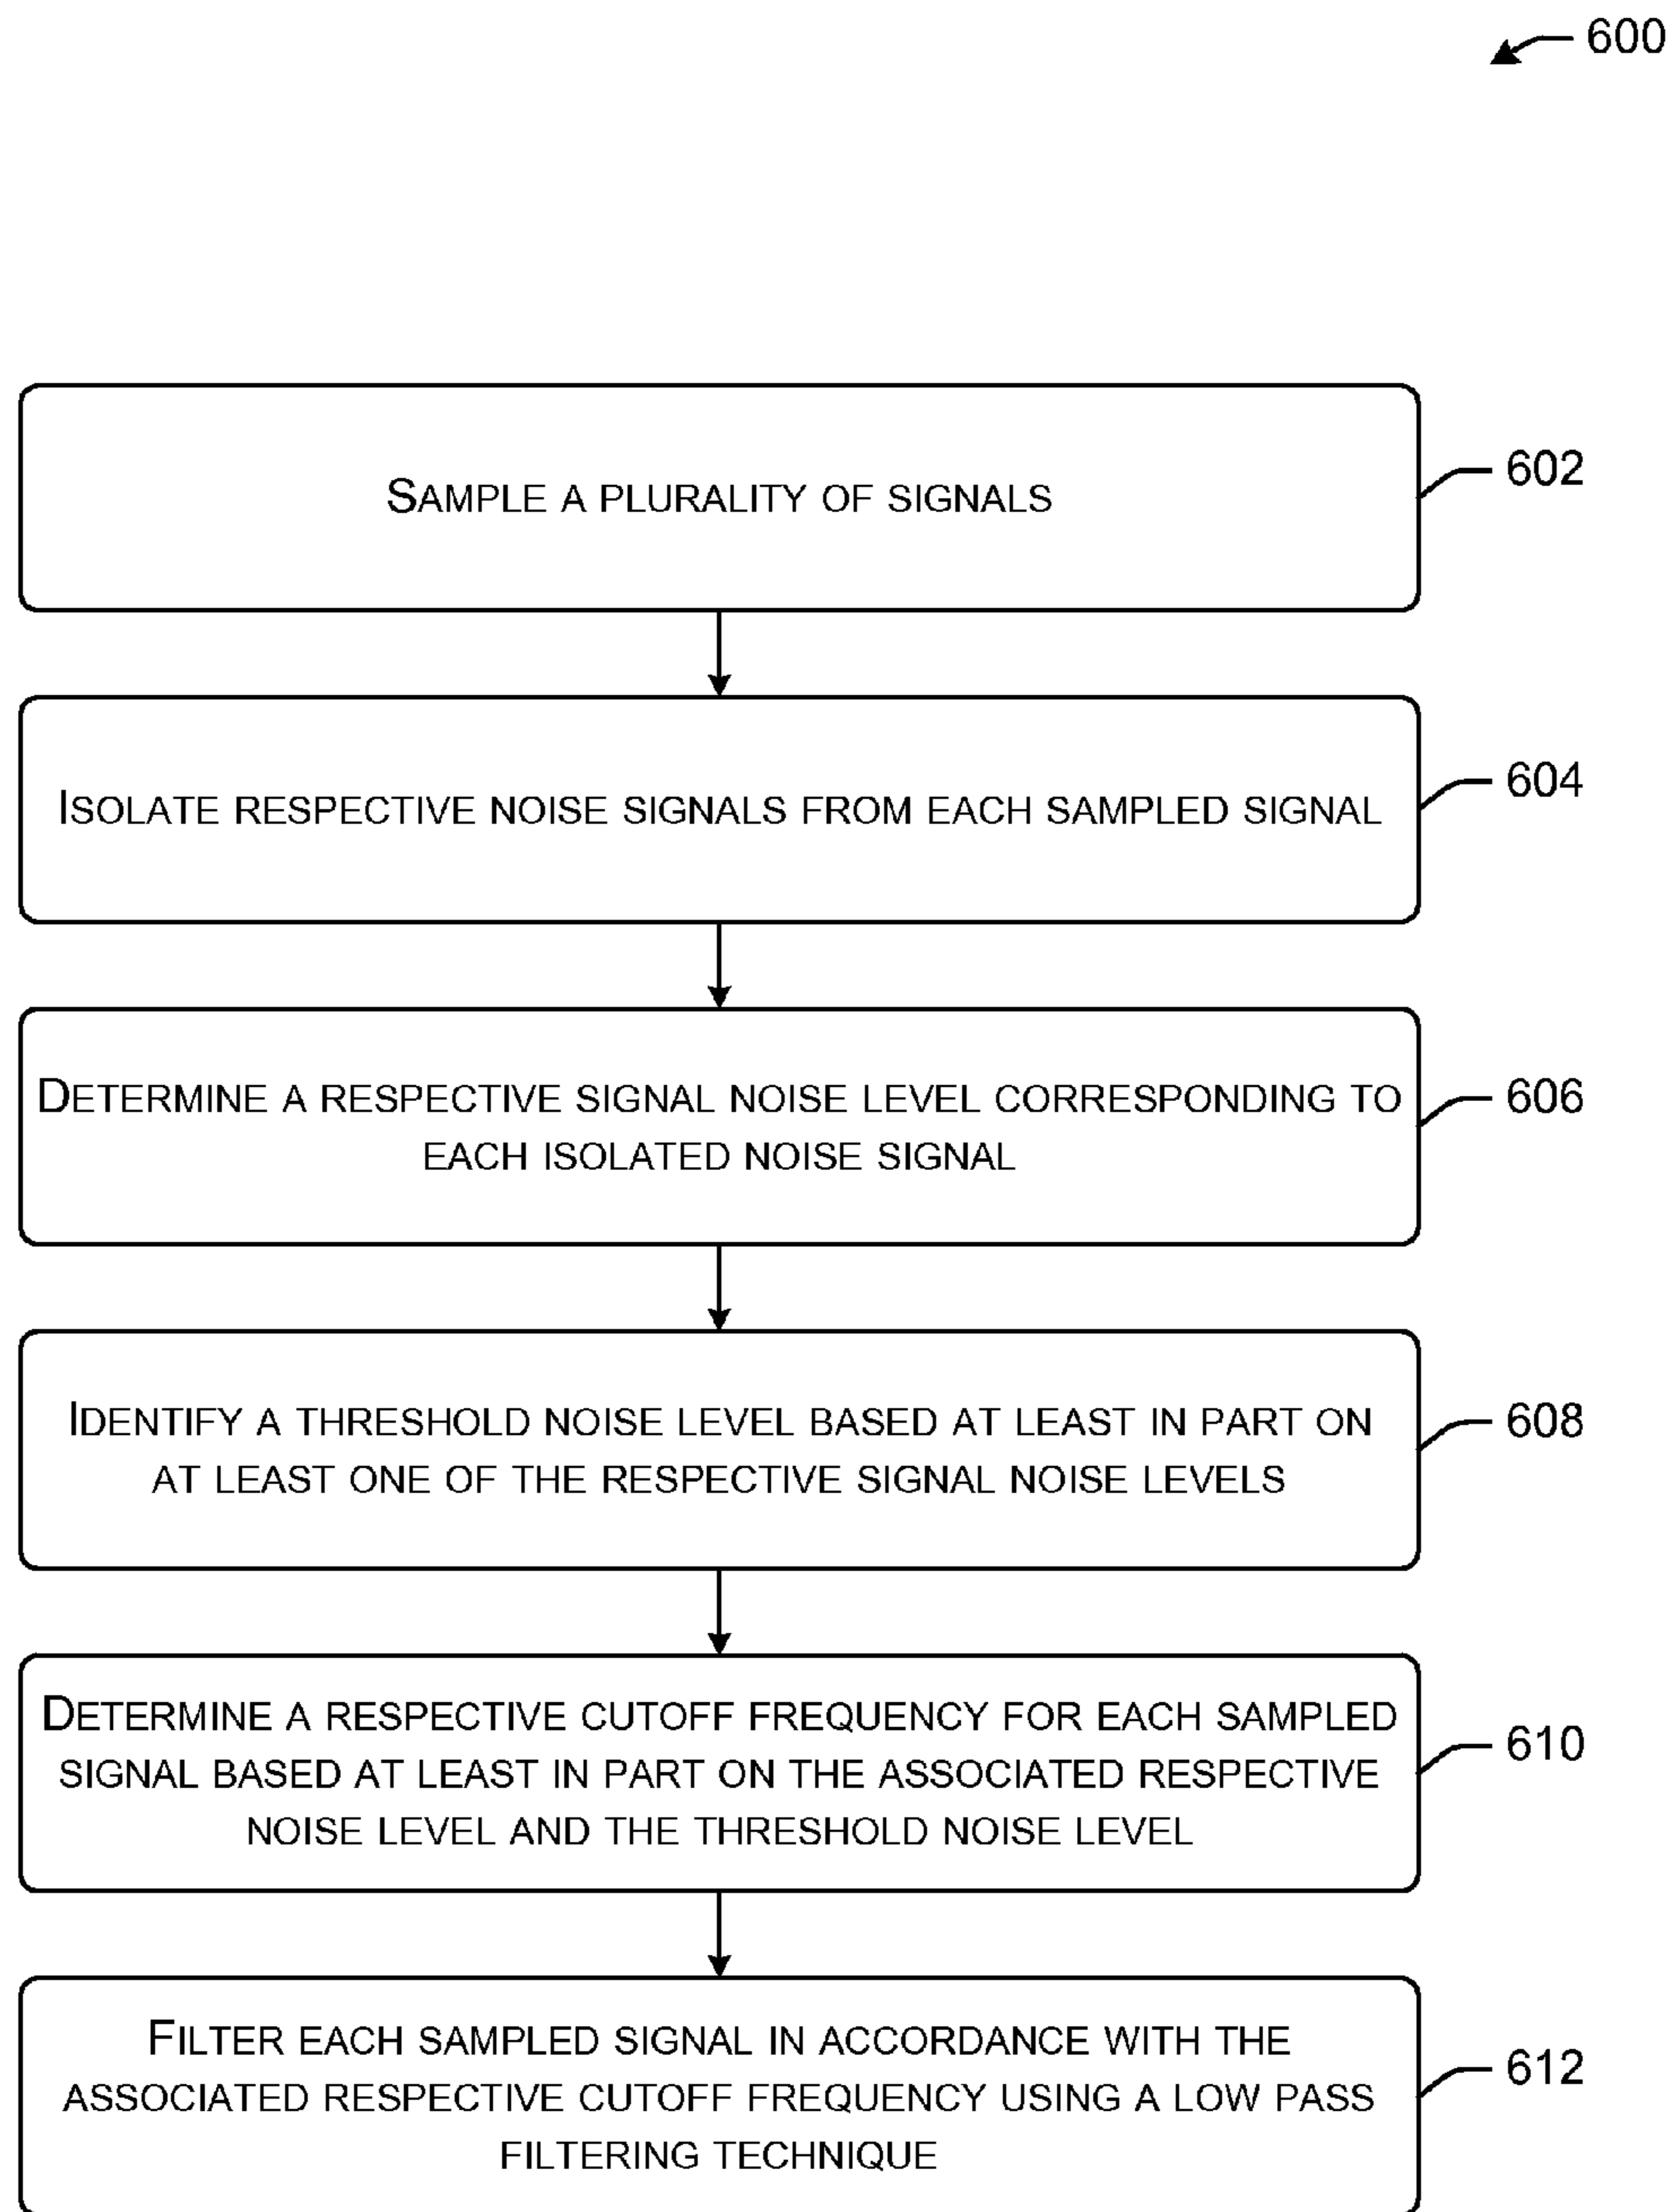 600
SAMPLE A PLURALITY OF SIGNALS
602
ISOLATE RESPECTIVE NOISE SIGNALS FROM EACH SAMPLED SIGNAL
604
DETERMINE A RESPECTIVE SIGNAL NOISE LEVEL CORRESPONDING TO
EACH ISOLATED NOISE SIGNAL
606
IDENTIFY A THRESHOLD NOISE LEVEL BASED AT LEAST IN PART ON
AT LEAST ONE OF THE RESPECTIVE SIGNAL NOISE LEVELS
608
DETERMINE A RESPECTIVE CUTOFF FREQUENCY FOR EACH SAMPLED
SIGNAL BASED AT LEAST IN PART ON THE ASSOCIATED RESPECTIVE
NOISE LEVEL AND THE THRESHOLD NOISE LEVEL
610
FILTER EACH SAMPLED SIGNAL IN ACCORDANCE WITH THE
ASSOCIATED RESPECTIVE CUTOFF FREQUENCY USING A LOW PASS
FILTERING TECHNIQUE
612